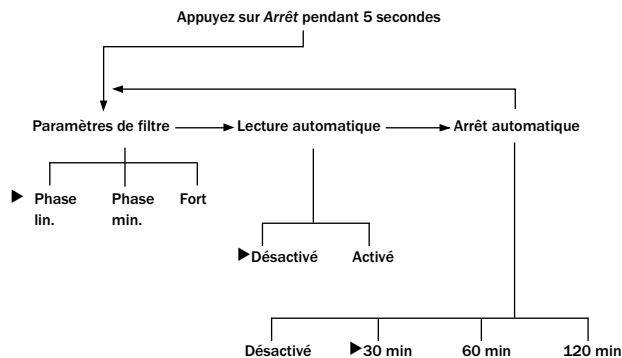 Appuyez sur Arrêt pendant 5 secondes
Paramètres de filtre
Lecture automatique
Arrêt automatique
Phase
lin.
Phase
min.
Fort
Désactivé
Activé
Désactivé
30 min
60 min
120 min